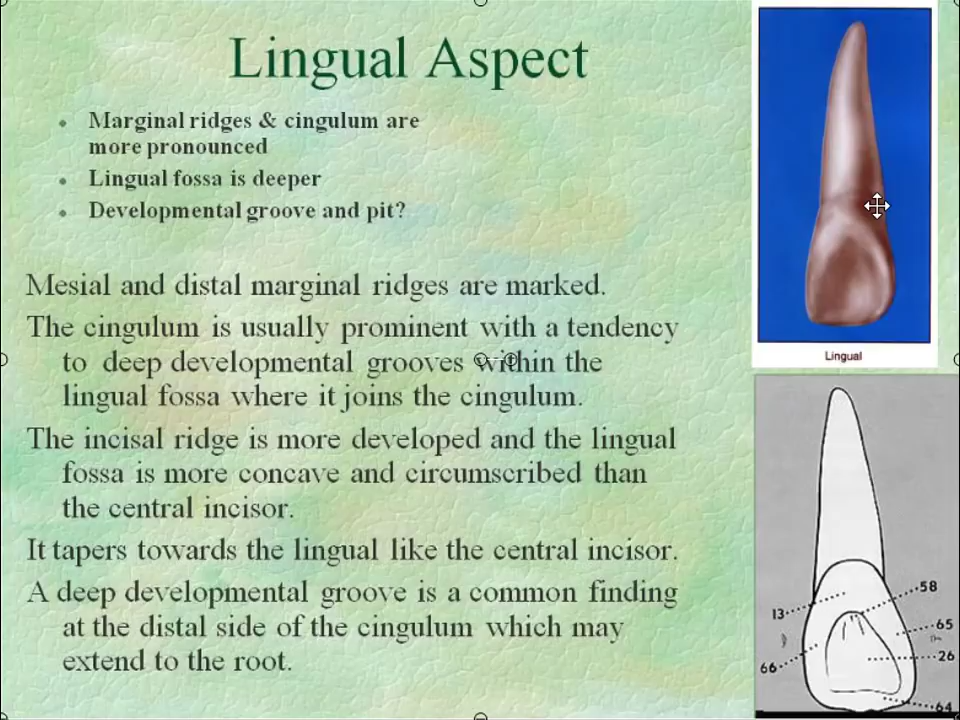 Lingual Aspect
Marginal ridges & cingulum are
more pronounced
Lingual fossa is deeper
Developmental groove and pit?
Mesial and distal marginal ridges are marked.
The cingulum is usually prominent with a tendency
to deep developmental grooves within the
lingual fossa where it joins the cingulum.
The incisal ridge is more developed and the lingual
fossa is more concave and circumscribed than
the central incisor.
It tapers towards the lingual like the central incisor.
A deep developmental groove is a common finding
at the distal side of the cingulum which may
extend to the root.
Lingual
58
13
65
26
66
64